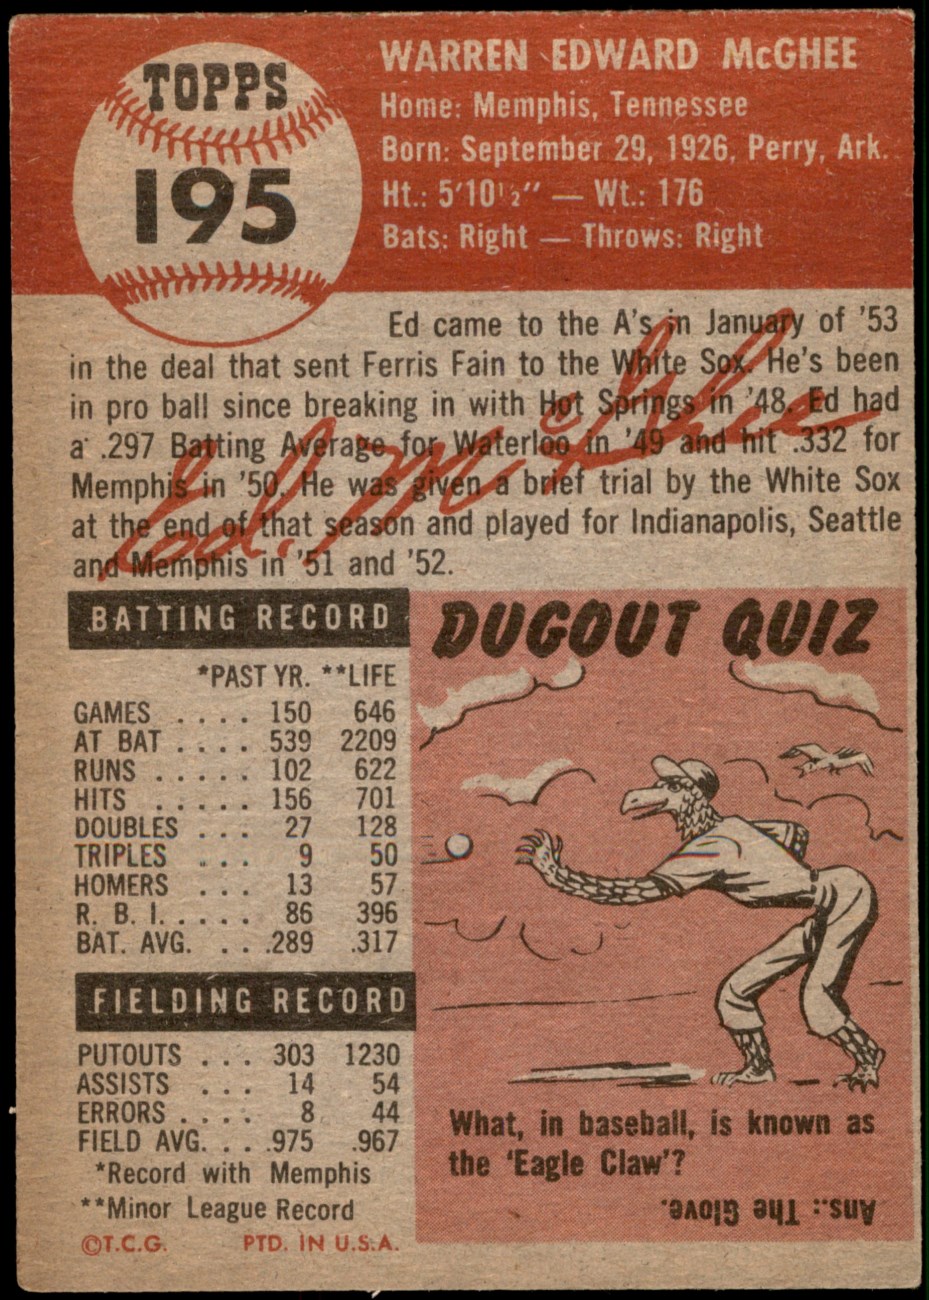 TOPPS
195
WARREN EDWARD McGHEE
Home: Memphis, Tennessee
Born: September 29, 1926, Perry, Ark.
Ht.: 5'10½" — Wt.: 176
Bats: Right — Throws: Right
Ed came to the A's in January of '53
in the deal that sent Ferris Fain to the White Sox. He's been
in pro ball since breaking in with Hot Springs in '48. Ed had
a .297 Batting Average for Waterloo in '49 and hit .332 for
Memphis in '50. He was given a brief trial by the White Sox
at the end of that season and played for Indianapolis, Seattle
and Memphis in '51 and '52.
Ed. McGhee
BATTING RECORD
*PAST YR. **LIFE
GAMES .... 150 646
AT BAT .... 539 2209
RUNS ..... 102 622
HITS ..... 156 701
DOUBLES ... 27 128
TRIPLES ... 9 50
HOMERS ... 13 57
R. B. I. .... 86 396
BAT. AVG. ... .289 .317
FIELDING RECORD
PUTOUTS ... 303 1230
ASSISTS ... 14 54
ERRORS .... 8 44
FIELD AVG. ... .975 .967
*Record with Memphis
**Minor League Record
©T.C.G. PTD. IN U.S.A.
DUGOUT QUIZ
What, in baseball, is known as
the 'Eagle Claw'?
Ans.: The Glove.